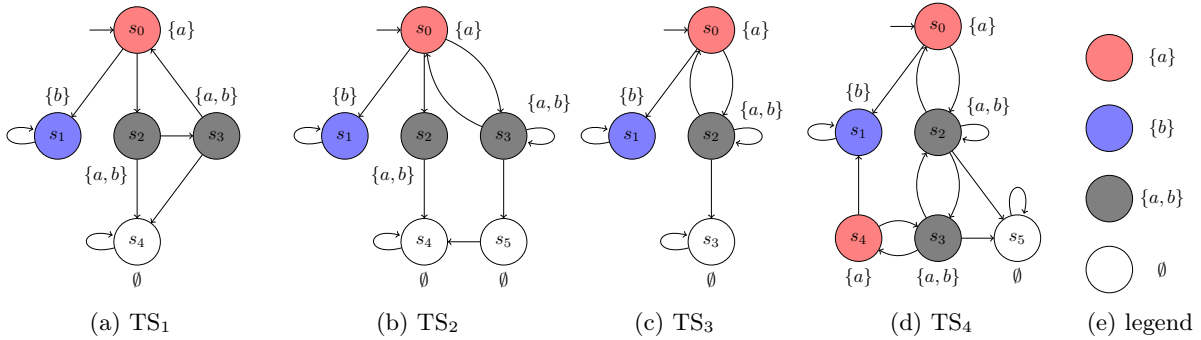 s0 {a}
{b} {a, b}
s1 s2 s3
{a, b}
s4
∅
(a) TS1
s0 {a}
{b} {a, b}
s1 s2 s3
{a, b}
s4 s5
∅ ∅
(b) TS2
s0 {a}
{b} {a, b}
s1 s2
s3
∅
(c) TS3
s0 {a}
{b} {a, b}
s1 s2
s4 s3 s5
{a} {a, b} ∅
(d) TS4
{a}
{b}
{a, b}
∅
(e) legend